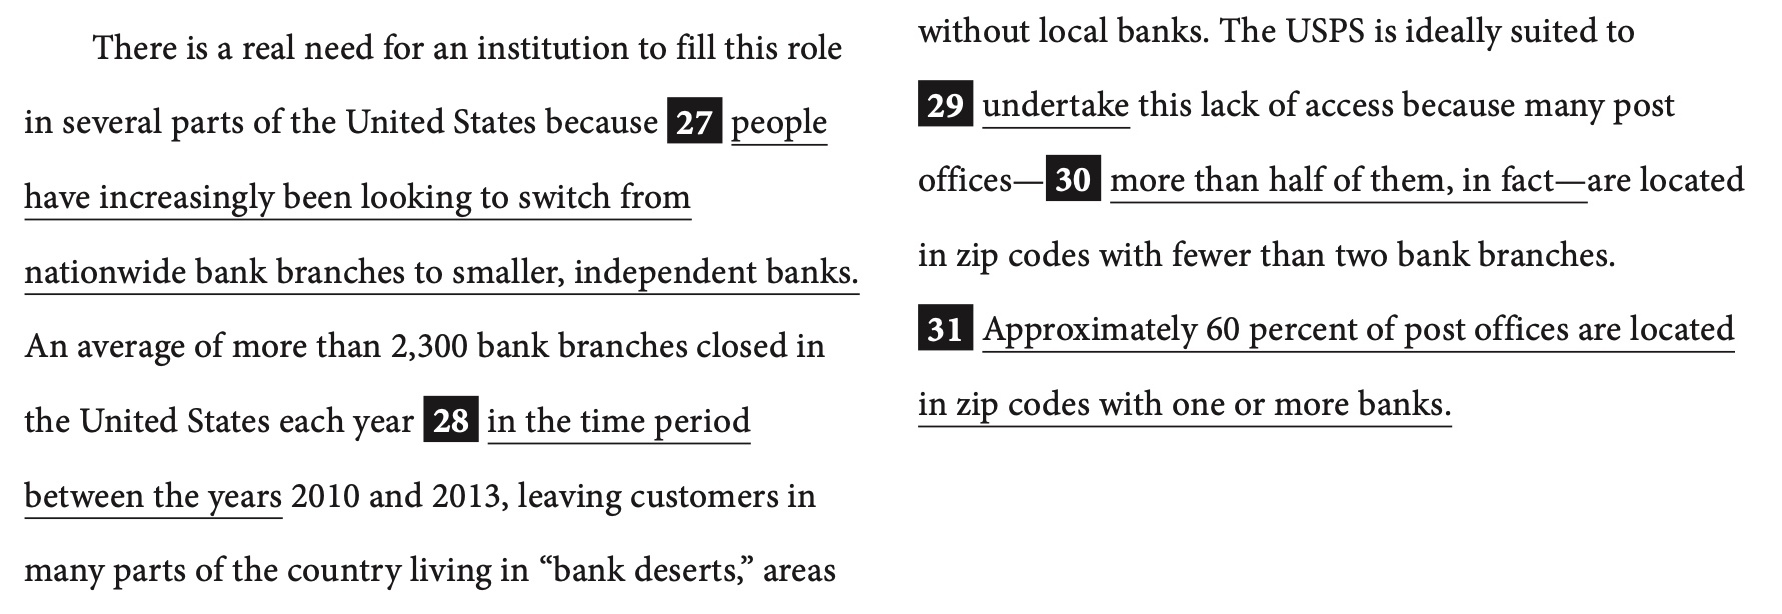 There is a real need for an institution to fill this role
in several parts of the United States because 27 people
have increasingly been looking to switch from
nationwide bank branches to smaller, independent banks.
An average of more than 2,300 bank branches closed in
the United States each year 28 in the time period
between the years 2010 and 2013, leaving customers in
many parts of the country living in “bank deserts,” areas
without local banks. The USPS is ideally suited to
29 undertake this lack of access because many post
offices—30 more than half of them, in fact—are located
in zip codes with fewer than two bank branches.
31 Approximately 60 percent of post offices are located
in zip codes with one or more banks.